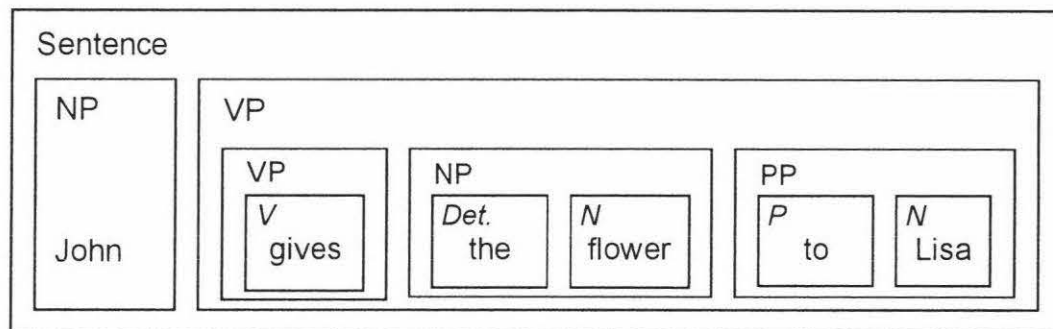 Sentence
NP VP
VP NP PP
V Det. N P N
John gives the flower to Lisa